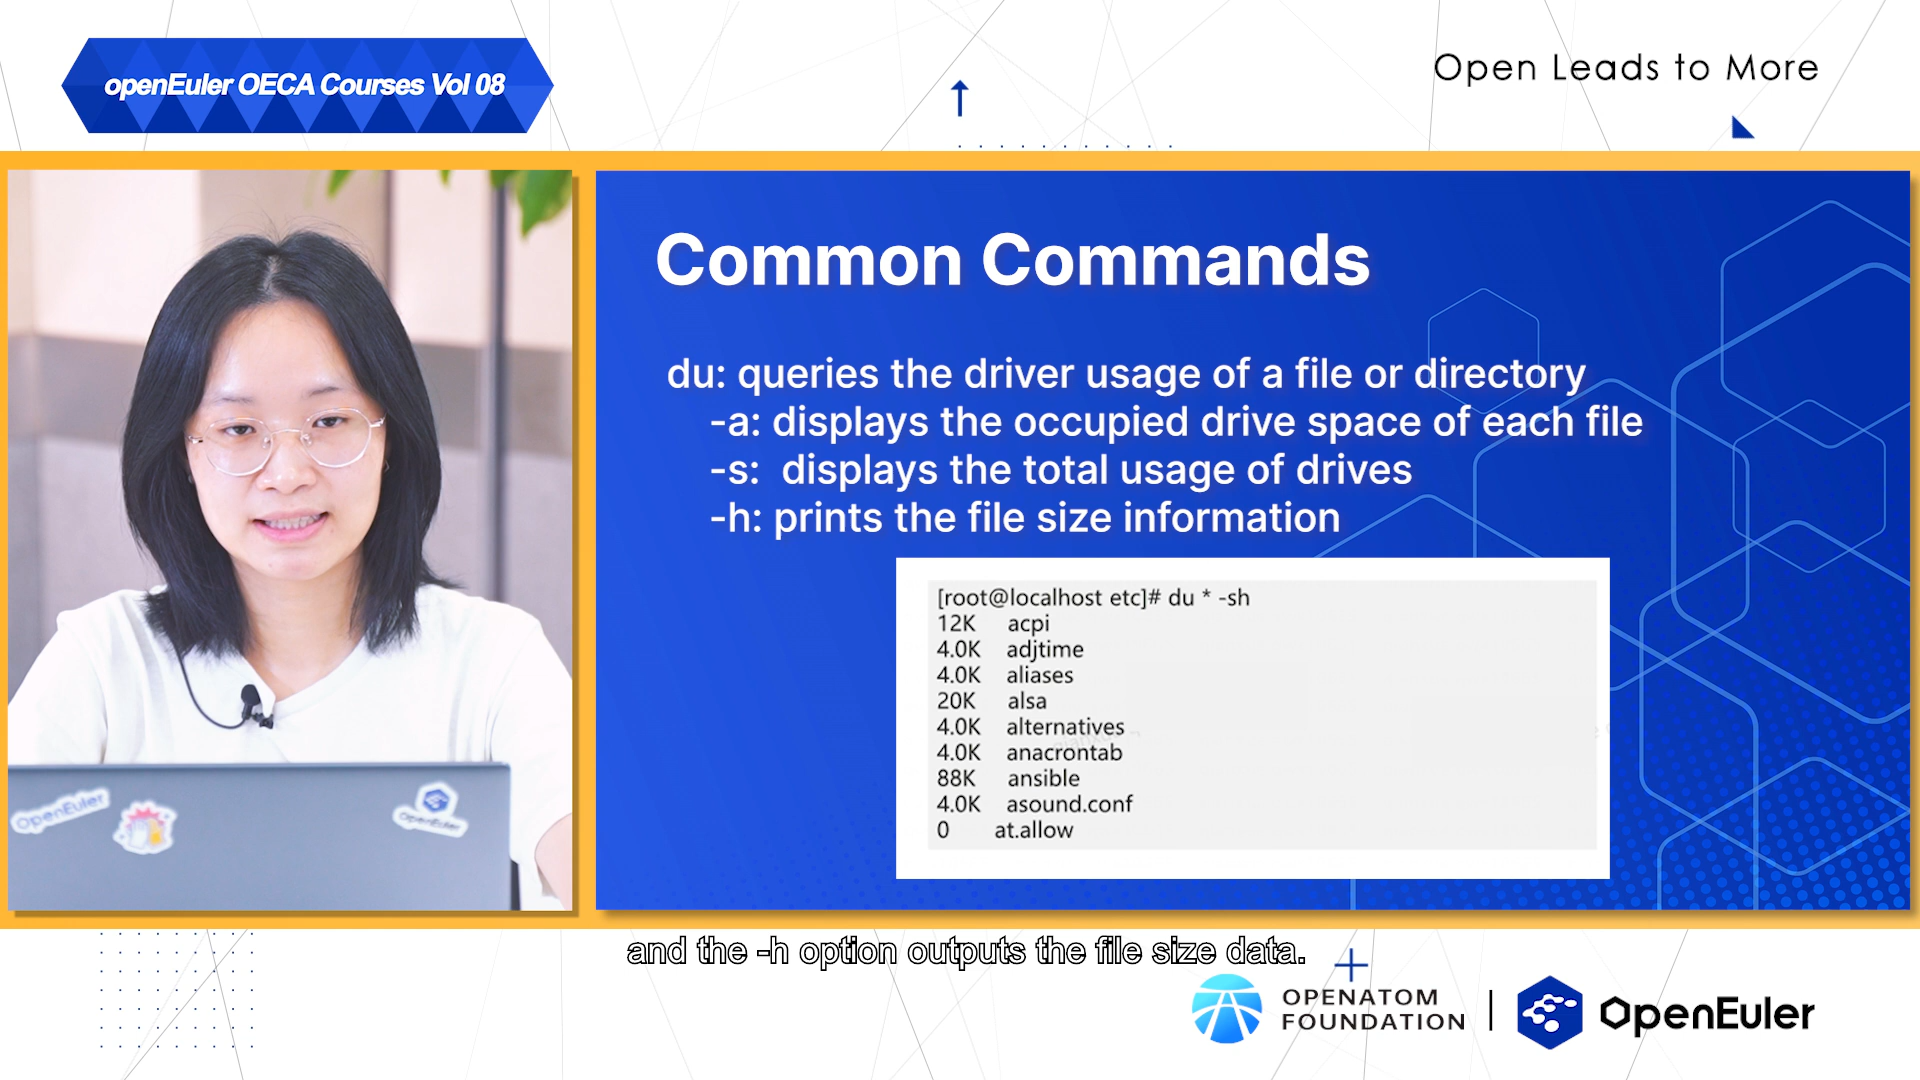 openEuler OECA Courses Vol 08
Open Leads to More
Common Commands
du: queries the driver usage of a file or directory
-a: displays the occupied drive space of each file
-s: displays the total usage of drives
-h: prints the file size information
[root@localhost etc]# du * -sh
12K acpi
4.0K adjtime
4.0K aliases
20K alsa
4.0K alternatives
4.0K anacrontab
88K ansible
4.0K asound.conf
0 at.allow
OpenEuler
OpenEuler
and the -h option outputs the file size data.
OPENATOM
FOUNDATION
OpenEuler